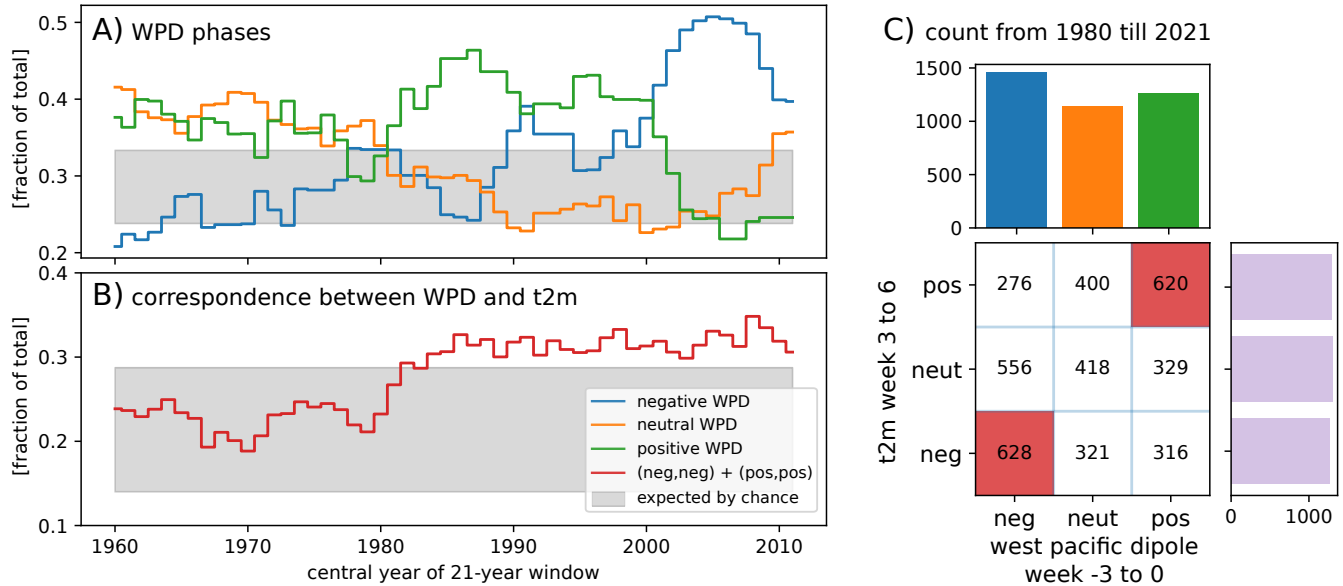 A) WPD phases
[fraction of total]
0.5
0.4
0.3
0.2
B) correspondence between WPD and t2m
[fraction of total]
0.4
0.3
0.2
0.1
negative WPD
neutral WPD
positive WPD
(neg,neg) + (pos,pos)
expected by chance
1960 1970 1980 1990 2000 2010
central year of 21-year window
C) count from 1980 till 2021
1500
1000
500
0
t2m week 3 to 6
pos 276 400 620
neut 556 418 329
neg 628 321 316
neg neut pos
0 1000
west pacific dipole
week -3 to 0